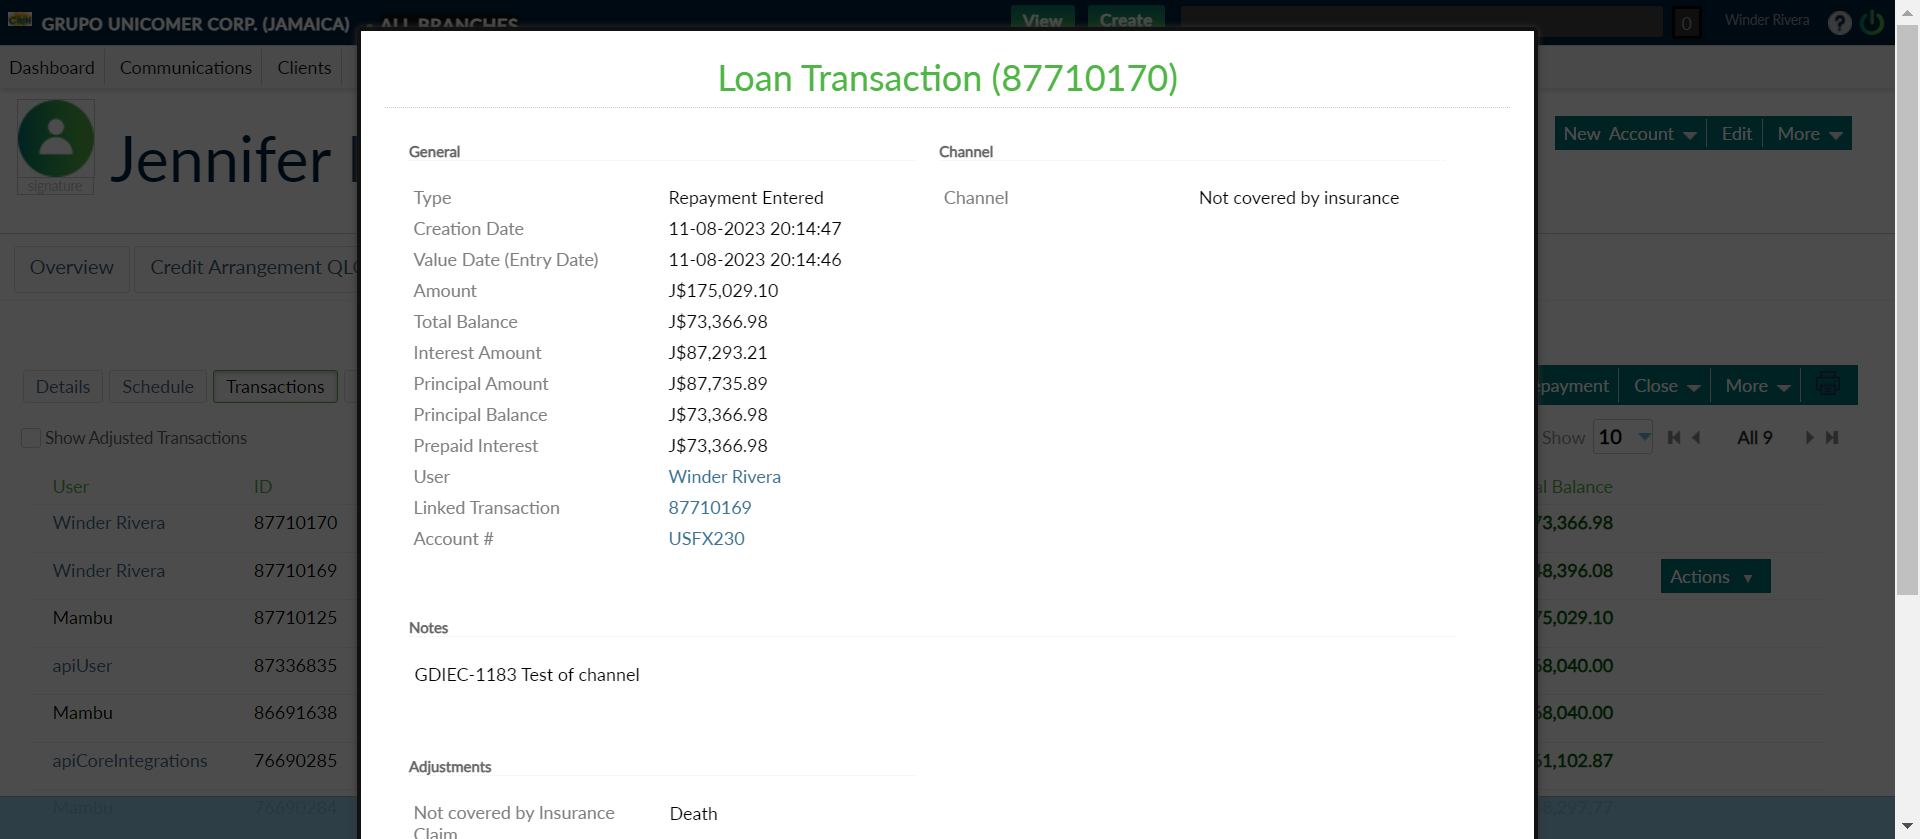 GRUPO UNICOMER CORP. (JAMAICA)
ALL BRANCHES
View
Create
0
Winder Rivera
?
Dashboard
Communications
Clients
Loan Transaction (87710170)
signature
Jennifer
New Account
Edit
More
General
Type Repayment Entered
Creation Date 11-08-2023 20:14:47
Value Date (Entry Date) 11-08-2023 20:14:46
Amount J$175,029.10
Total Balance J$73,366.98
Interest Amount J$87,293.21
Principal Amount J$87,735.89
Principal Balance J$73,366.98
Prepaid Interest J$73,366.98
User Winder Rivera
Linked Transaction 87710169
Account # USFX230
Channel
Channel Not covered by insurance
Notes
GDIEC-1183 Test of channel
Adjustments
Not covered by Insurance Death
Claim
Overview
Credit Arrangement
Details
Schedule
Transactions
payment
Close
More
Show Adjusted Transactions
Show 10 All 9
User ID Balance
Winder Rivera 87710170 73,366.98
Winder Rivera 87710169 48,396.08 Actions
Mambu 87710125 75,029.10
apiUser 87336835 68,040.00
Mambu 86691638 68,040.00
apiCoreIntegrations 76690285 61,102.87
Mambu 76690284